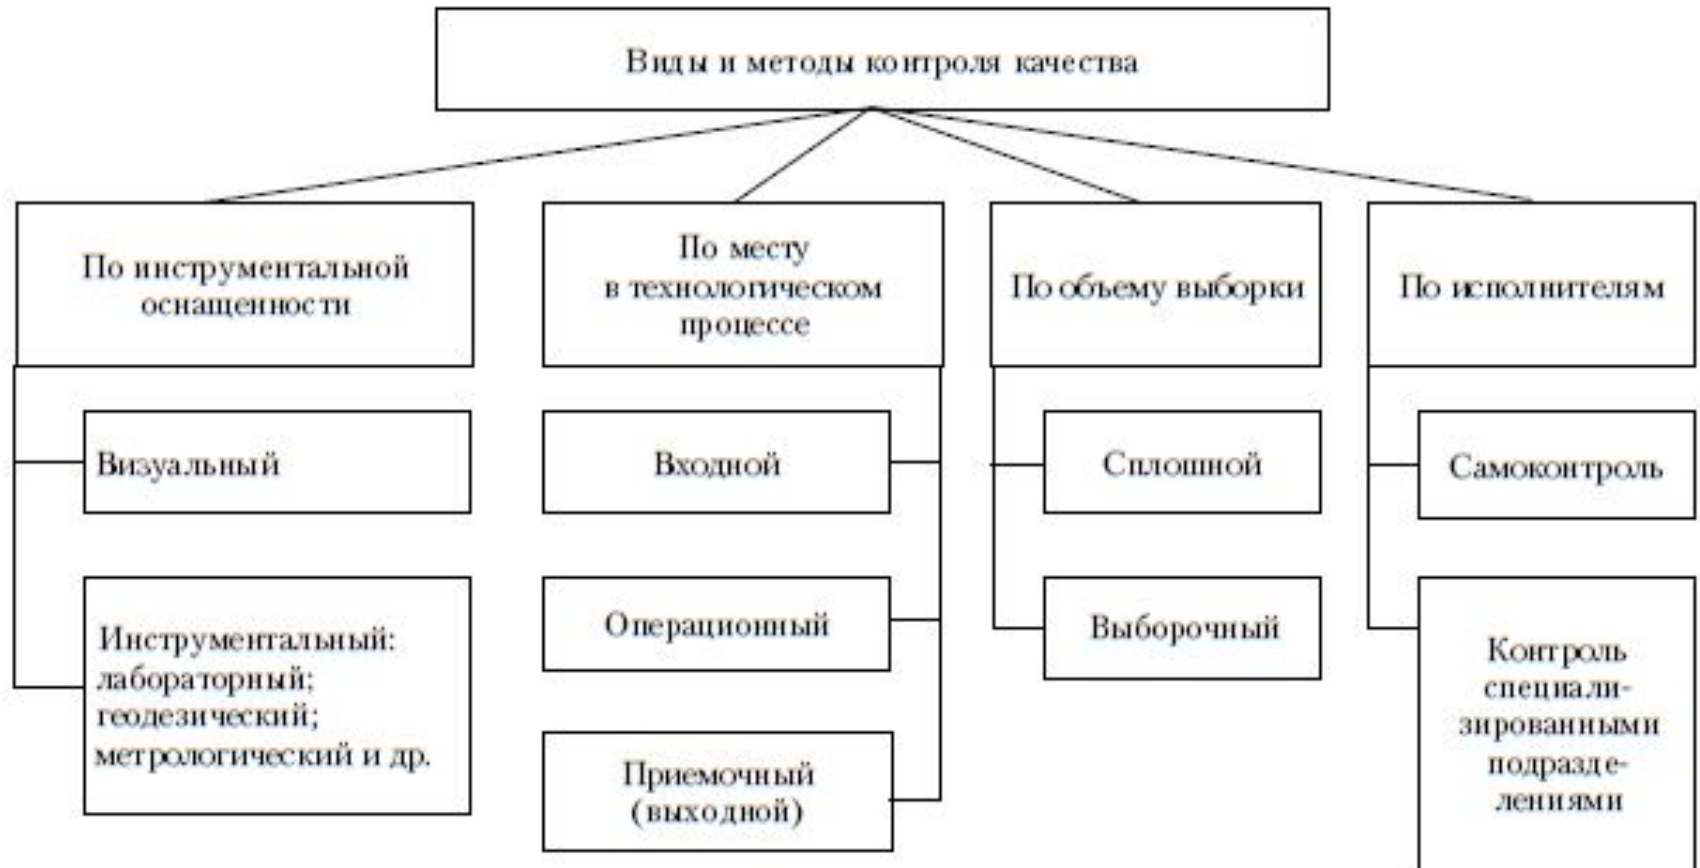 Виды и методы контроля качества
По инструментальной
оснащенности
По месту
в технологическом
процессе
По объему выборки
По исполнителям
Визуальный
Входной
Сплошной
Самоконтроль
Инструментальный:
лабораторный;
геодезический;
метрологический и др.
Операционный
Выборочный
Контроль
специали-
зированными
подразде-
лениями
Приемочный
(выходной)